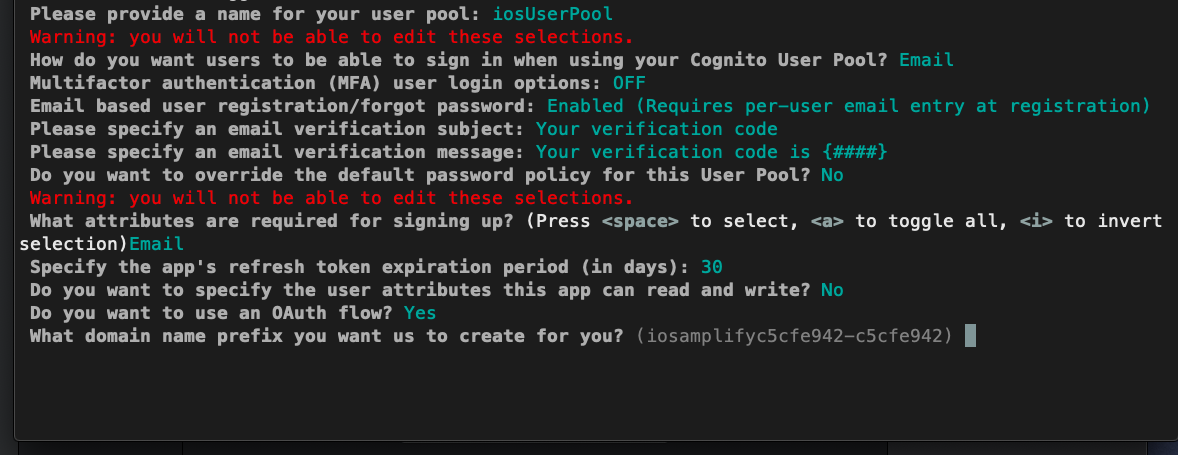 Please provide a name for your user pool: iosUserPool
Warning: you will not be able to edit these selections.
How do you want users to be able to sign in when using your Cognito User Pool? Email
Multifactor authentication (MFA) user login options: OFF
Email based user registration/forgot password: Enabled (Requires per-user email entry at registration)
Please specify an email verification subject: Your verification code
Please specify an email verification message: Your verification code is {####}
Do you want to override the default password policy for this User Pool? No
Warning: you will not be able to edit these selections.
What attributes are required for signing up? (Press <space> to select, <a> to toggle all, <i> to invert
selection)Email
Specify the app's refresh token expiration period (in days): 30
Do you want to specify the user attributes this app can read and write? No
Do you want to use an OAuth flow? Yes
What domain name prefix you want us to create for you? (iosamplifyc5cfe942-c5cfe942)